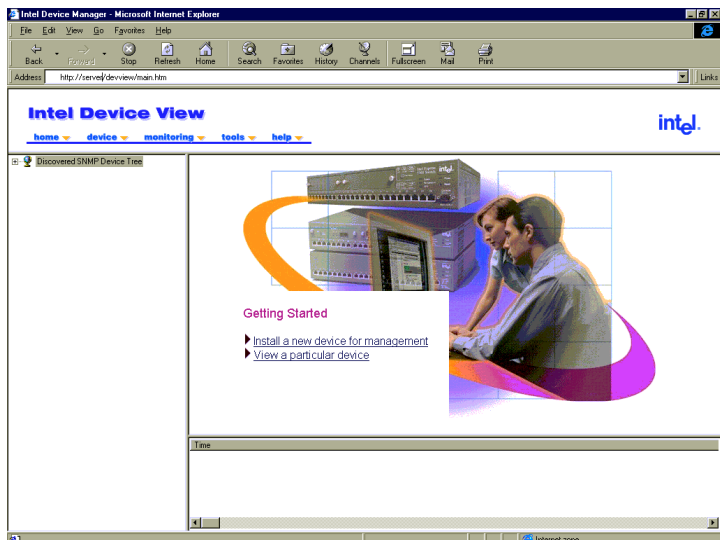 Intel Device Manager - Microsoft Internet Explorer
File Edit View Go Favorites Help
Back Forward Stop Refresh Home Search Favorites History Channels Fullscreen Mail Print
Address http://server/devview/main.htm Links
Intel Device View
intel.
home device monitoring tools help
Discovered SNMP Device Tree
intel.
Getting Started
Install a new device for management
View a particular device
Time
Internet zone